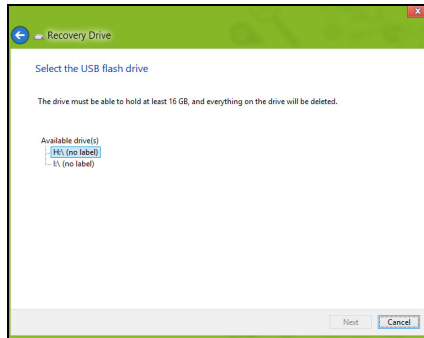 Recovery Drive
Select the USB flash drive
The drive must be able to hold at least 16 GB, and everything on the drive will be deleted.
Available drive(s)
H:\ (no label)
I:\ (no label)
Next Cancel